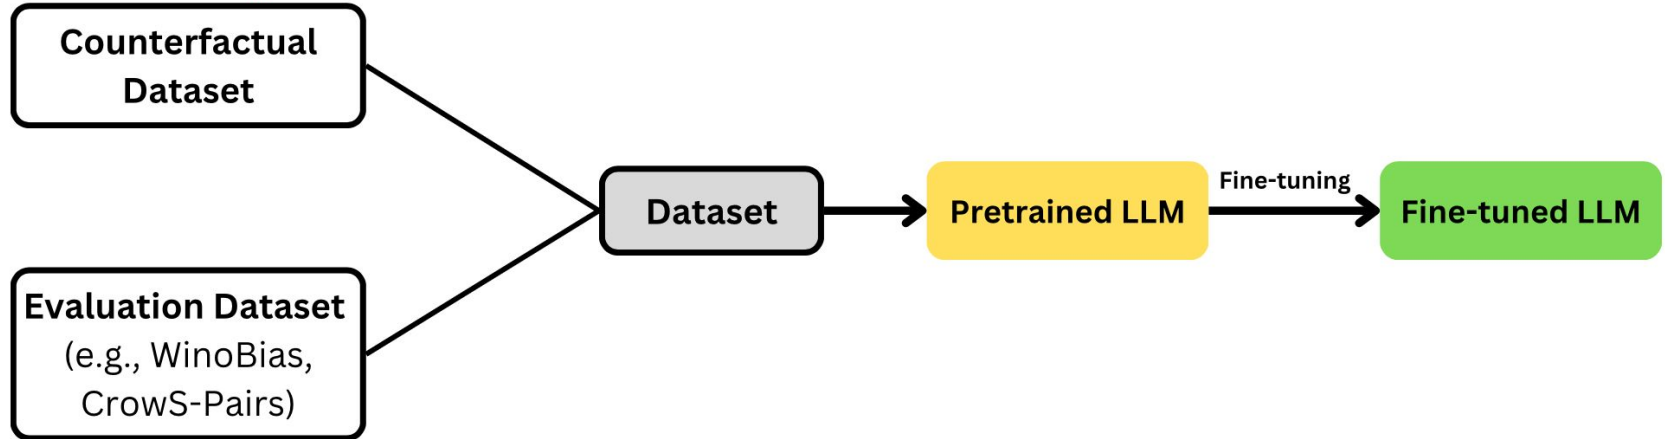 Counterfactual
Dataset
Evaluation Dataset
(e.g., WinoBias,
CrowS-Pairs)
Dataset
Pretrained LLM
Fine-tuning
Fine-tuned LLM